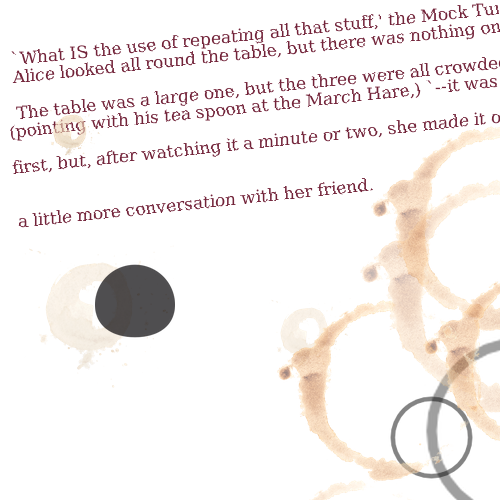 `What IS the use of repeating all that stuff,' the Mock
Alice looked all round the table, but there was nothing on
The table was a large one, but the three were all
(pointing with his tea spoon at the March Hare,) `--it was
first, but, after watching it a minute or two, she made it
a little more conversation with her friend.